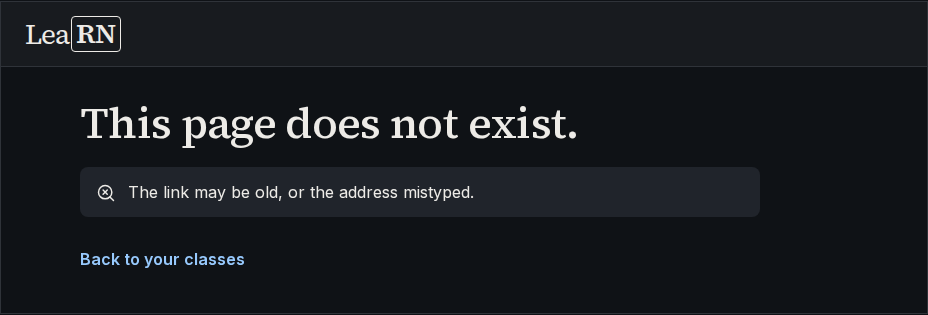 LeaRN
This page does not exist.
The link may be old, or the address mistyped.
Back to your classes